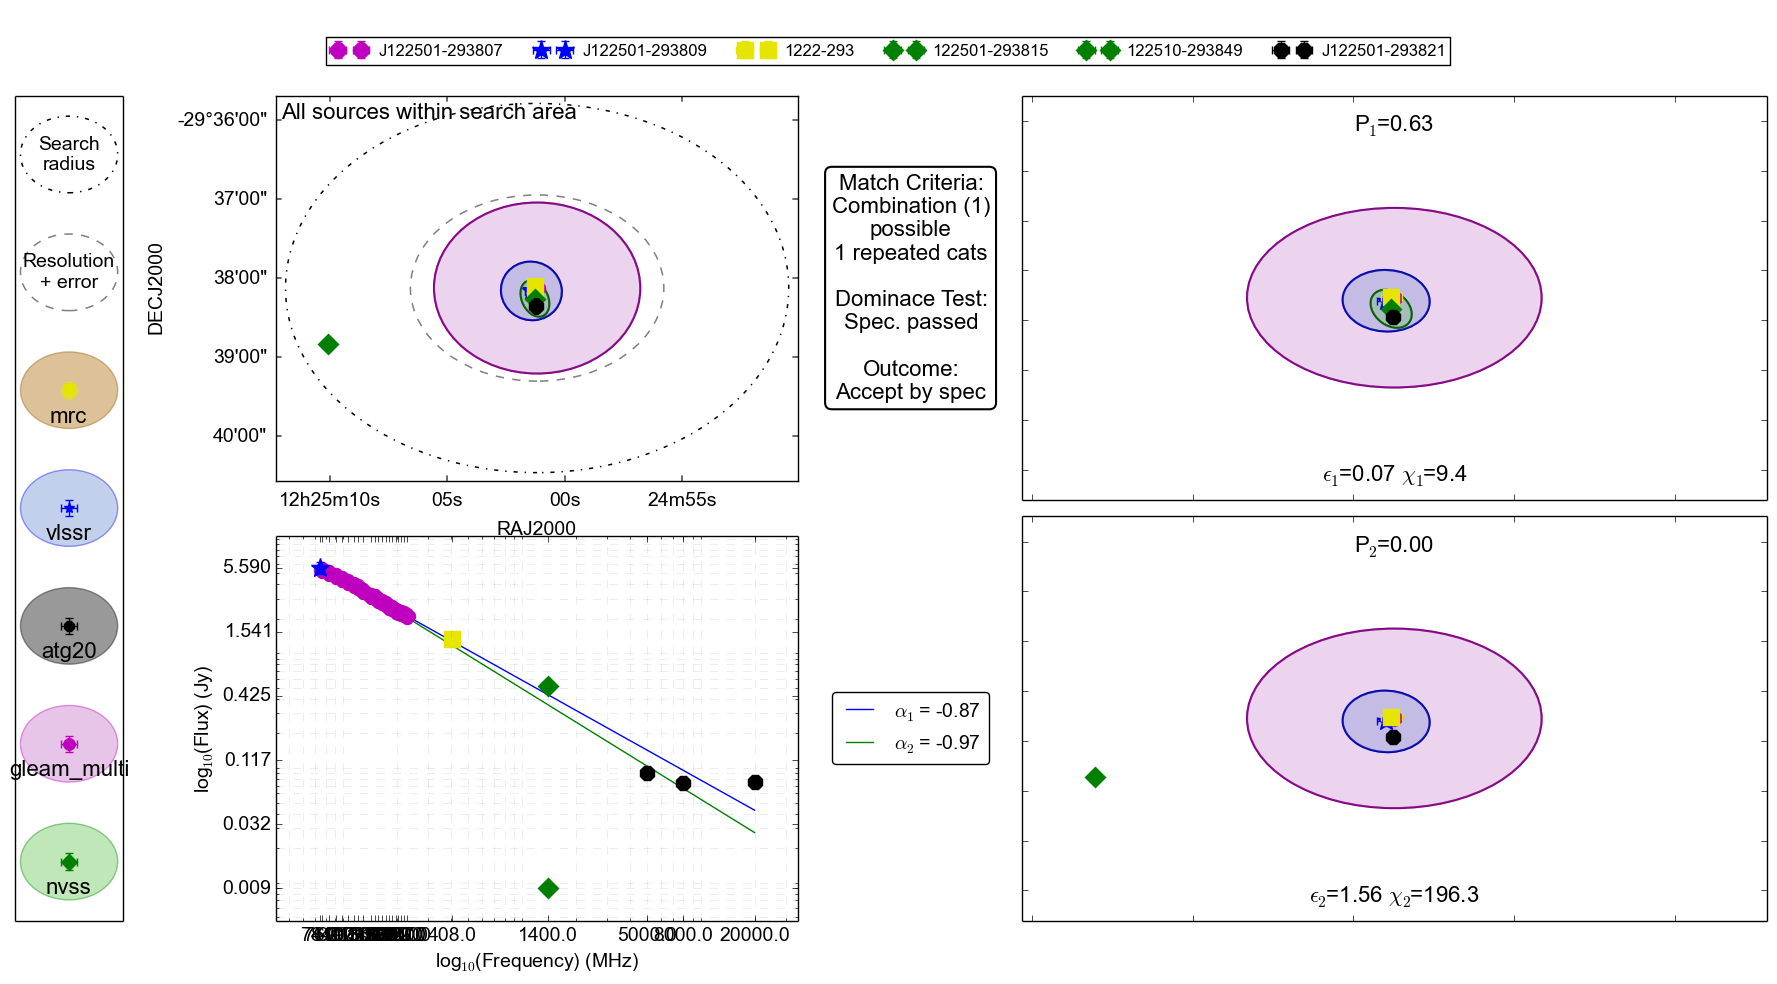 J122501-293807 J122501-293809 1222-293 122501-293815 122510-293849 J122501-293821
Search
radius
Resolution
+ error
mrc
vlssr
atg20
gleam_multi
nvss
All sources within search area
-29°36'00"
37'00"
38'00"
39'00"
40'00"
DECJ2000
12h25m10s 05s 00s 24m55s
RAJ2000
Match Criteria:
Combination (1)
possible
1 repeated cats
Dominace Test:
Spec. passed
Outcome:
Accept by spec
P1=0.63
ϵ1=0.07 χ1=9.4
P2=0.00
ϵ2=1.56 χ2=196.3
5.590
1.541
0.425
0.117
0.032
0.009
log10(Flux) (Jy)
408.0 1400.0 5000.0 8000.0 20000.0
log10(Frequency) (MHz)
α1 = -0.87
α2 = -0.97